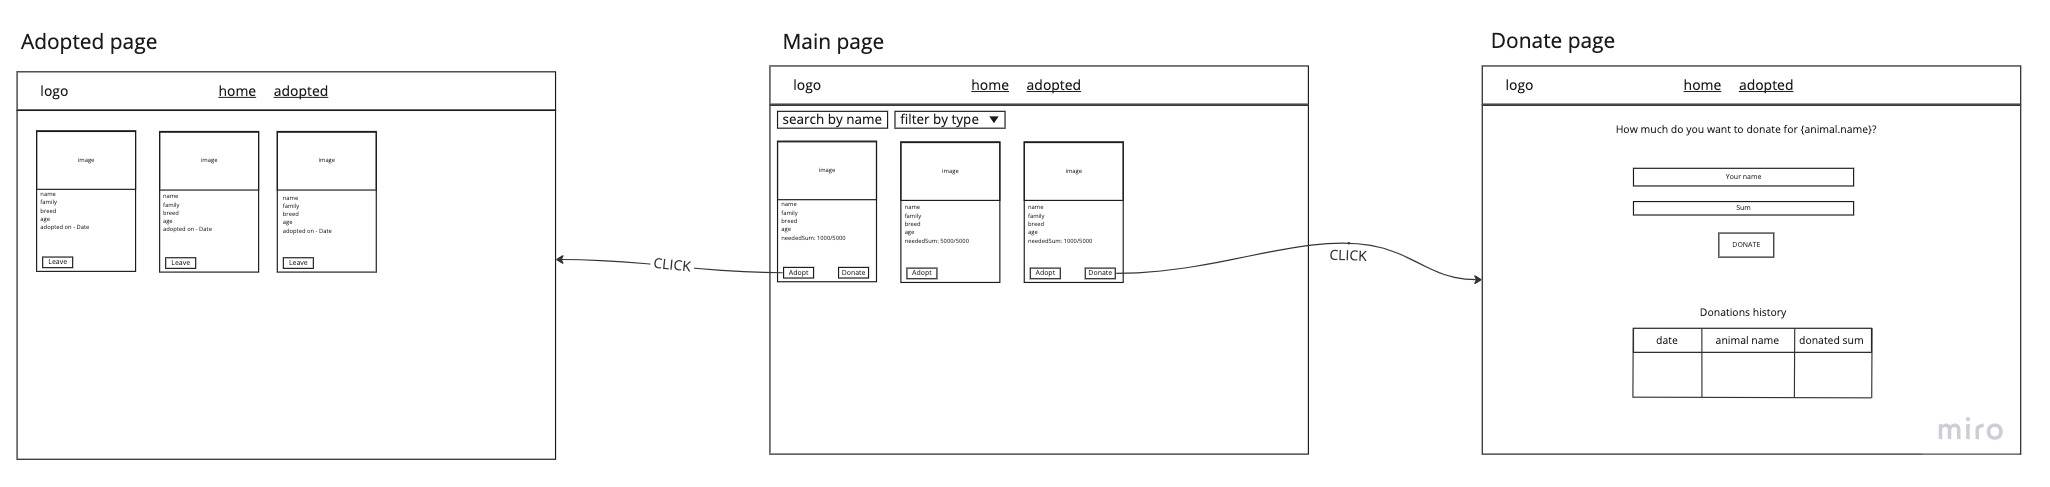 Adopted page
logo home adopted
image
name
family
breed
age
adopted on - Date
Leave
image
name
family
breed
age
adopted on - Date
Leave
image
name
family
breed
age
adopted on - Date
Leave
CLICK
Main page
logo home adopted
search by name filter by type
image
name
family
breed
age
neededSum: 1000/5000
Adopt Donate
image
name
family
breed
age
neededSum: 5000/5000
Adopt
image
name
family
breed
age
neededSum: 1000/5000
Adopt Donate
CLICK
Donate page
logo home adopted
How much do you want to donate for {animal.name}?
Your name
Sum
DONATE
Donations history
date animal name donated sum
miro